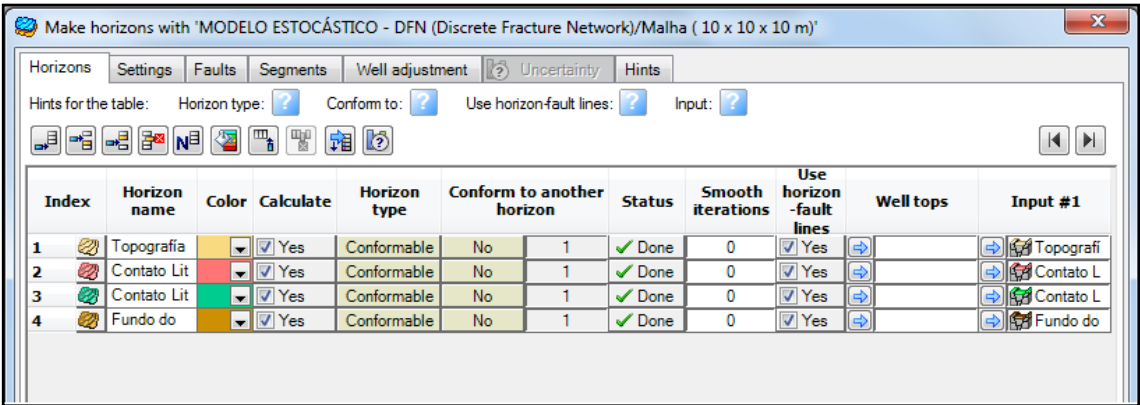 Make horizons with 'MODELO ESTOCÁSTICO - DFN (Discrete Fracture Network)/Malha ( 10 x 10 x 10 m)'
Horizons Settings Faults Segments Well adjustment Uncertainty Hints
Hints for the table: Horizon type: ? Conform to: ? Use horizon-fault lines: ? Input: ?
Index Horizon name Color Calculate Horizon type Conform to another horizon Status Smooth iterations Use horizon -fault lines Well tops Input #1
1 Topografía Yes Conformable No 1 Done 0 Yes Topografi
2 Contato Lit Yes Conformable No 1 Done 0 Yes Contato L
3 Contato Lit Yes Conformable No 1 Done 0 Yes Contato L
4 Fundo do Yes Conformable No 1 Done 0 Yes Fundo do